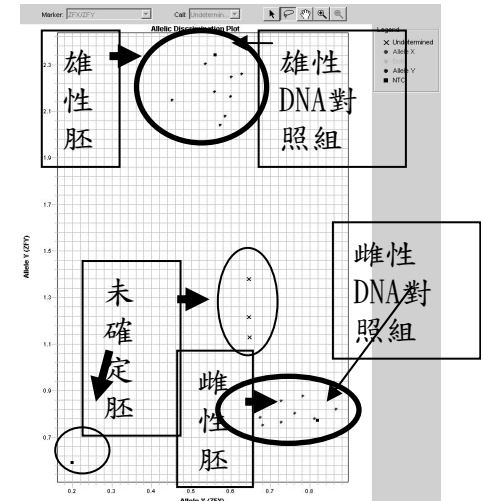 Marker: ZFX/ZFY
Call: Undetermin...
Allelic Discrimination Plot
Legend
Undetermined
Allele X
Allele Y
NTC
雄
性
胚
雄性
DNA對
照組
雌性
DNA對
照組
未
確
定
胚
雌
性
胚
Allele Y (ZFY)
2.3
2.1
1.9
1.7
1.5
1.3
1.1
0.9
0.7
0.2
0.3
0.4
0.5
0.6
0.7
0.8
Allele X (ZFX)